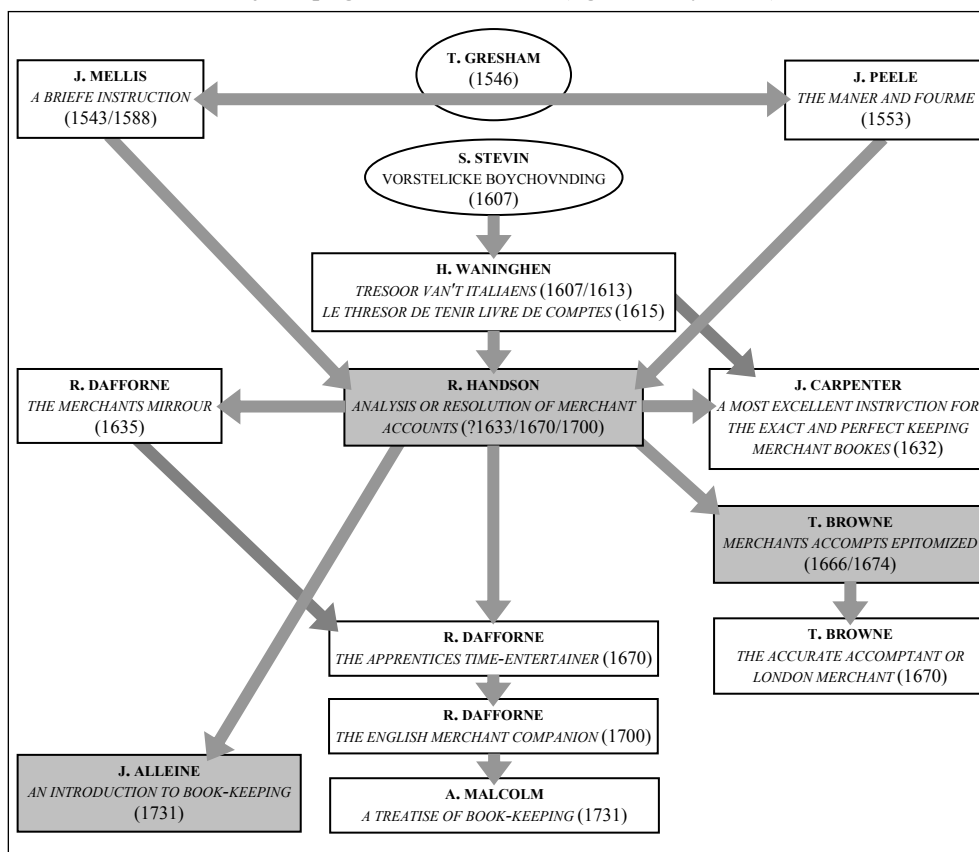 T. GRESHAM
(1546)
J. MELLIS
A BRIEFE INSTRUCTION
(1543/1588)
J. PEELE
THE MANER AND FOURME
(1553)
S. STEVIN
VORSTELICKE BOYCHOVNDING
(1607)
H. WANINGHEN
TRESOOR VAN'T ITALIAENS (1607/1613)
LE THRESOR DE TENIR LIVRE DE COMPTES (1615)
R. DAFFORNE
THE MERCHANTS MIRROUR
(1635)
R. HANDSON
ANALYSIS OR RESOLUTION OF MERCHANT
ACCOUNTS (?1633/1670/1700)
J. CARPENTER
A MOST EXCELLENT INSTRVCTION FOR
THE EXACT AND PERFECT KEEPING
MERCHANT BOOKES (1632)
T. BROWNE
MERCHANTS ACCOMPTS EPITOMIZED
(1666/1674)
R. DAFFORNE
THE APPRENTICES TIME-ENTERTAINER (1670)
T. BROWNE
THE ACCURATE ACCOMPTANT OR
LONDON MERCHANT (1670)
R. DAFFORNE
THE ENGLISH MERCHANT COMPANION (1700)
J. ALLEINE
AN INTRODUCTION TO BOOK-KEEPING
(1731)
A. MALCOLM
A TREATISE OF BOOK-KEEPING (1731)